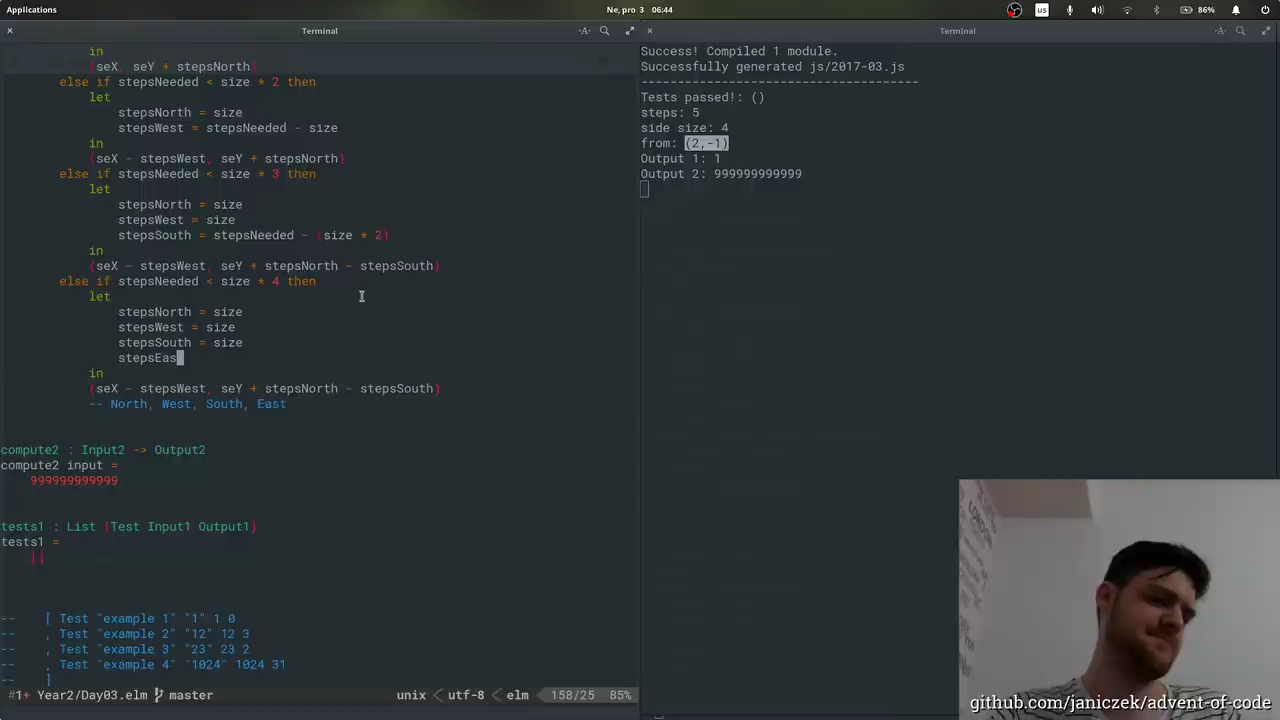 Applications
Ne, pro 3 06:44
us
86%
Terminal
-A-
in
(seX, seY + stepsNorth)
else if stepsNeeded < size * 2 then
let
stepsNorth = size
stepsWest = stepsNeeded - size
in
(seX - stepsWest, seY + stepsNorth)
else if stepsNeeded < size * 3 then
let
stepsNorth = size
stepsWest = size
stepsSouth = stepsNeeded - (size * 2)
in
(seX - stepsWest, seY + stepsNorth - stepsSouth)
else if stepsNeeded < size * 4 then
let
stepsNorth = size
stepsWest = size
stepsSouth = size
stepsEas
in
(seX - stepsWest, seY + stepsNorth - stepsSouth)
-- North, West, South, East
compute2 : Input2 -> Output2
compute2 input =
999999999999
tests1 : List (Test Input1 Output1)
tests1 =
[]
-- [ Test "example 1" "1" 1 0
-- , Test "example 2" "12" 12 3
-- , Test "example 3" "23" 23 2
-- , Test "example 4" "1024" 1024 31
-- ]
#1+ Year2/Day03.elm master unix < utf-8 < elm 158/25 85%
Terminal
-A-
Success! Compiled 1 module.
Successfully generated js/2017-03.js
--------------------------------------
Tests passed!: ()
steps: 5
side size: 4
from: (2,-1)
Output 1: 1
Output 2: 999999999999
LONDON
github.com/janiczek/advent-of-code